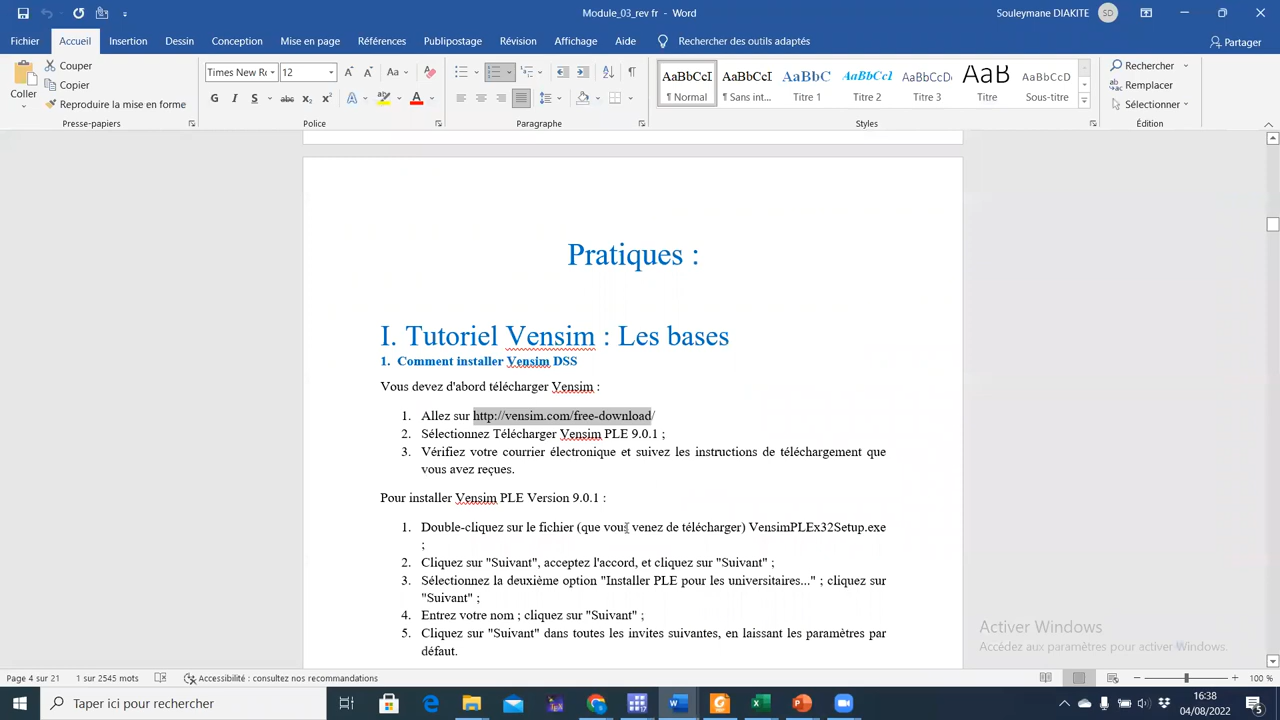 Module_03_rev fr - Word
Souleymane DIAKITE
SD
Fichier Accueil Insertion Dessin Conception Mise en page Références Publipostage Révision Affichage Aide Rechercher des outils adaptés Partager
Coller
Couper
Copier
Reproduire la mise en forme
Presse-papiers
Times New Ro 12
Police
Paragraphe
AaBbCcI AaBbCcI AaBbC AaBbCcI AaBbCcD AaB AaBbCcD
¶ Normal ¶ Sans int... Titre 1 Titre 2 Titre 3 Titre Sous-titre
Styles
Rechercher
Remplacer
Sélectionner
Édition
Pratiques :
I. Tutoriel Vensim : Les bases
1. Comment installer Vensim DSS
Vous devez d'abord télécharger Vensim :
1. Allez sur http://vensim.com/free-download/
2. Sélectionnez Télécharger Vensim PLE 9.0.1 ;
3. Vérifiez votre courrier électronique et suivez les instructions de téléchargement que
vous avez reçues.
Pour installer Vensim PLE Version 9.0.1 :
1. Double-cliquez sur le fichier (que vous venez de télécharger) VensimPLEx32Setup.exe
;
2. Cliquez sur "Suivant", acceptez l'accord, et cliquez sur "Suivant" ;
3. Sélectionnez la deuxième option "Installer PLE pour les universitaires..." ; cliquez sur
"Suivant" ;
4. Entrez votre nom ; cliquez sur "Suivant" ;
5. Cliquez sur "Suivant" dans toutes les invites suivantes, en laissant les paramètres par
défaut.
Activer Windows
Accédez aux paramètres pour activer Windows.
Page 4 sur 21 1 sur 2545 mots Accessibilité : consultez nos recommandations 100 %
Taper ici pour rechercher
16:38
04/08/2022